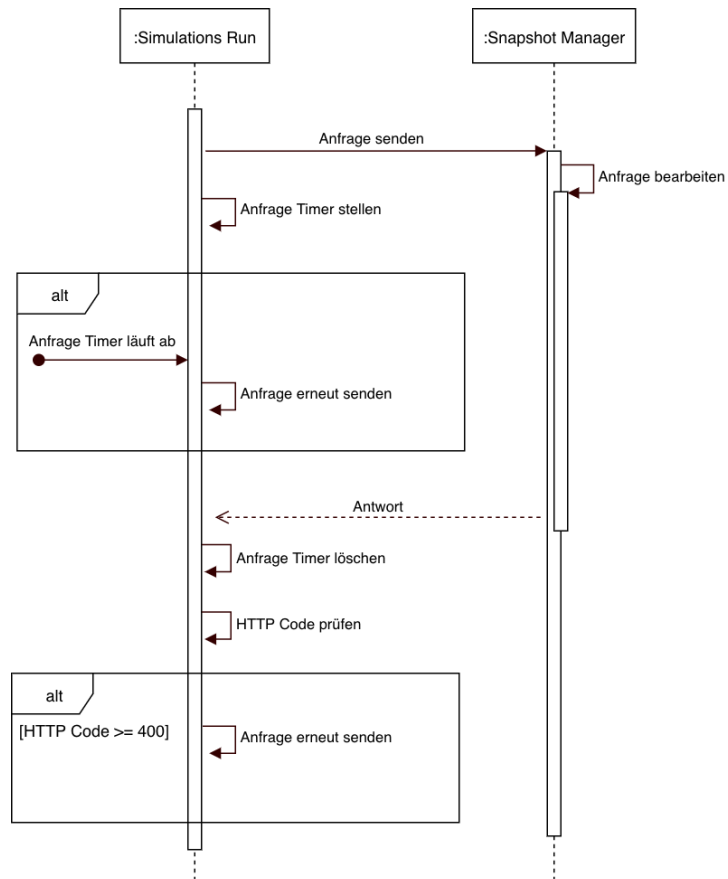 :Simulations Run
:Snapshot Manager
Anfrage senden
Anfrage bearbeiten
Anfrage Timer stellen
alt
Anfrage Timer läuft ab
Anfrage erneut senden
Antwort
Anfrage Timer löschen
HTTP Code prüfen
alt
[HTTP Code >= 400]
Anfrage erneut senden